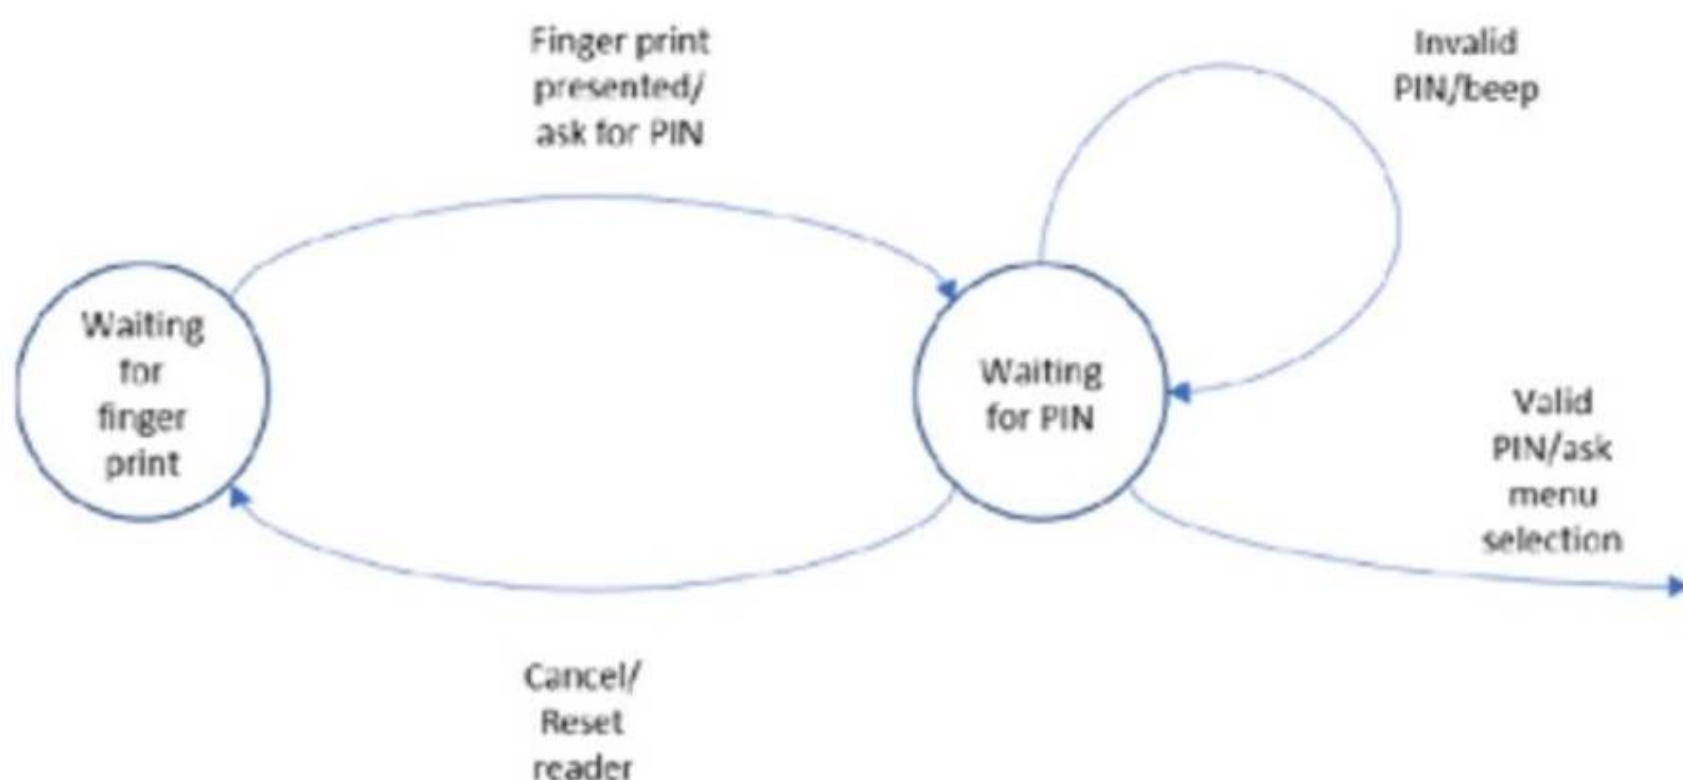 Finger print
presented/
ask for PIN
Invalid
PIN/beep
Waiting
for
finger
print
Waiting
for PIN
Valid
PIN/ask
menu
selection
Cancel/
Reset
reader